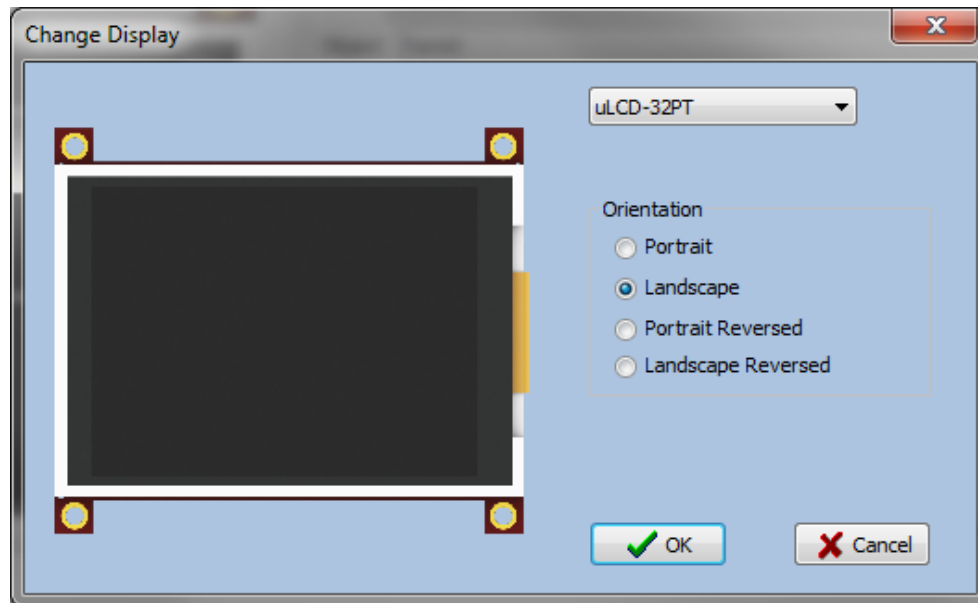 Change Display
uLCD-32PT
Orientation
Portrait
Landscape
Portrait Reversed
Landscape Reversed
OK
Cancel